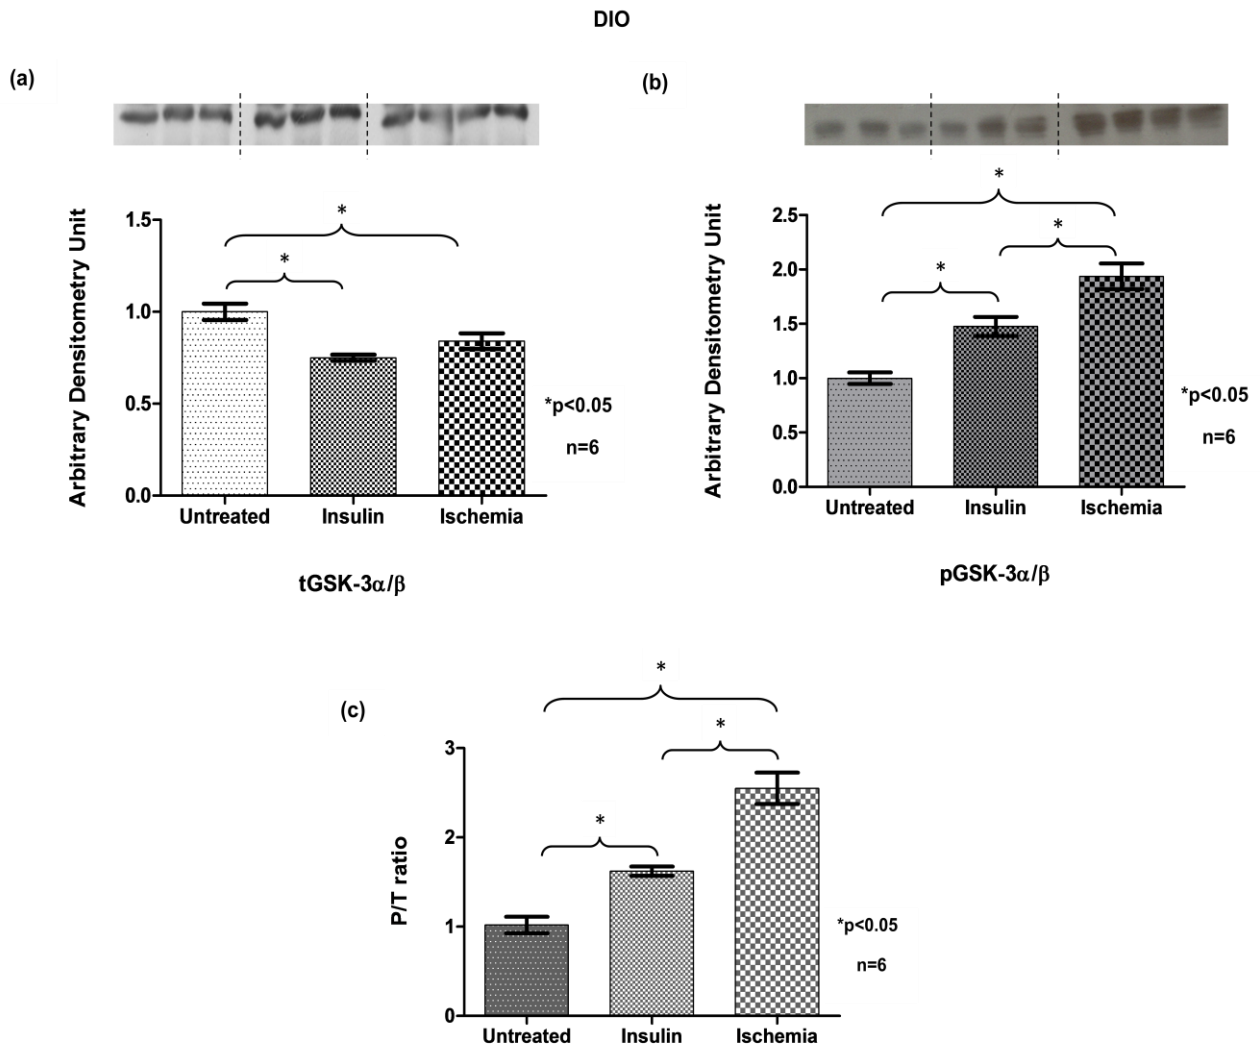 DIO
(a)
*
*
Arbitrary Densitometry Unit
1.5
1.0
0.5
0.0
Untreated Insulin Ischemia
*p<0.05
n=6
tGSK-3α/β
(b)
*
*
*
Arbitrary Densitometry Unit
2.5
2.0
1.5
1.0
0.5
0.0
Untreated Insulin Ischemia
*p<0.05
n=6
pGSK-3α/β
(c)
*
*
*
P/T ratio
3
2
1
0
Untreated Insulin Ischemia
*p<0.05
n=6